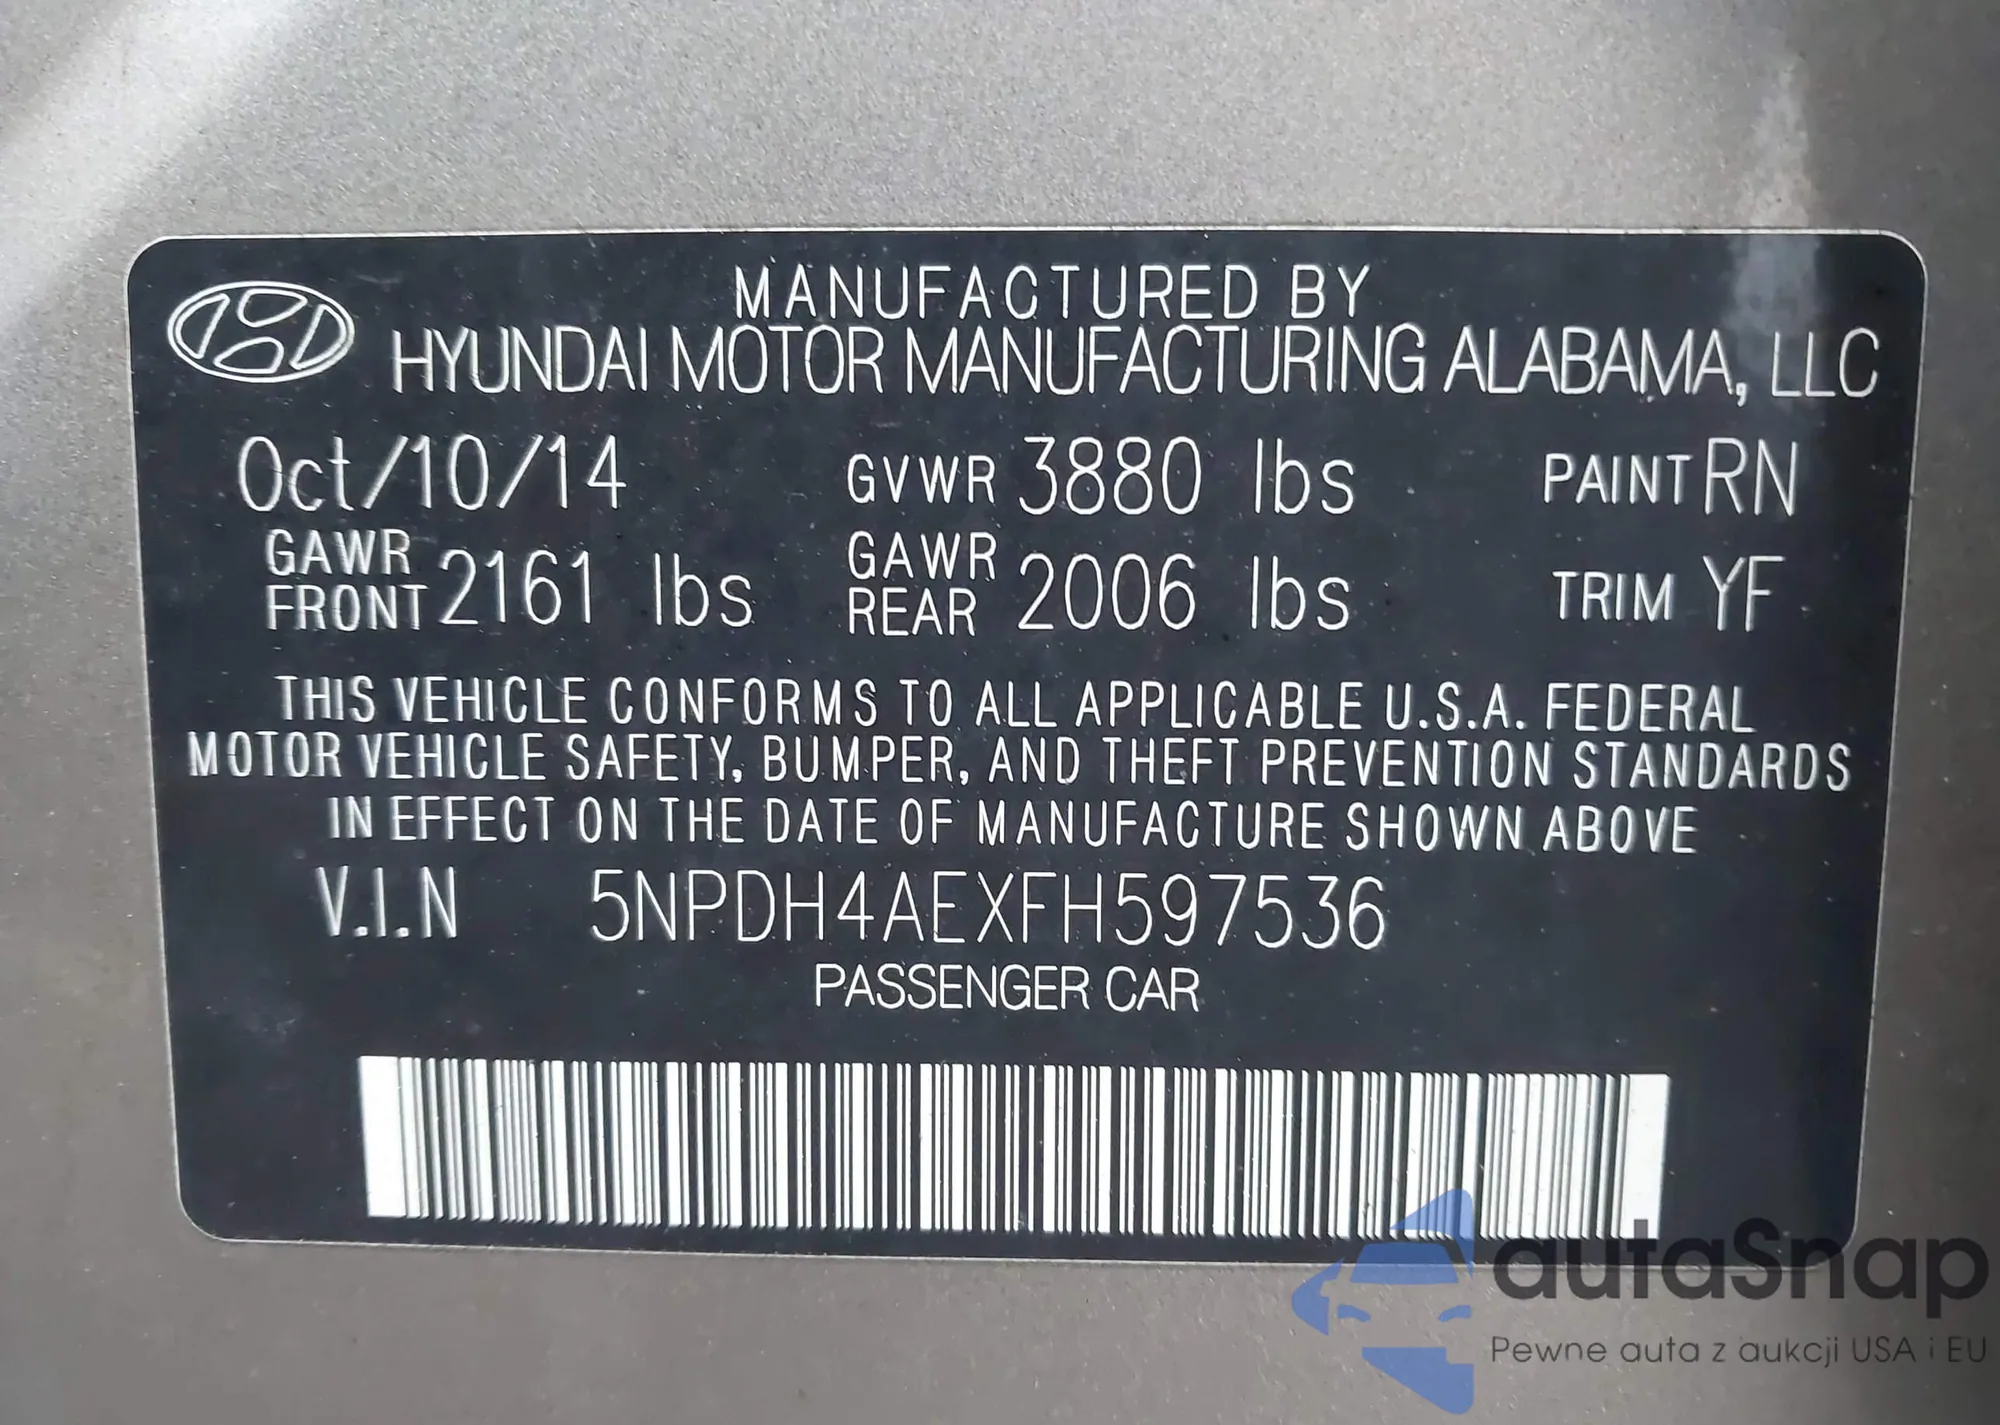 MANUFACTURED BY
HYUNDAI MOTOR MANUFACTURING ALABAMA, LLC
Oct/10/14 GVWR 3880 lbs PAINT RN
GAWR FRONT 2161 lbs GAWR REAR 2006 lbs TRIM YF
THIS VEHICLE CONFORMS TO ALL APPLICABLE U.S.A. FEDERAL
MOTOR VEHICLE SAFETY, BUMPER, AND THEFT PREVENTION STANDARDS
IN EFFECT ON THE DATE OF MANUFACTURE SHOWN ABOVE
V.I.N 5NPDH4AEXFH597536
PASSENGER CAR
autaSnap
Pewne auta z aukcji USA i EU